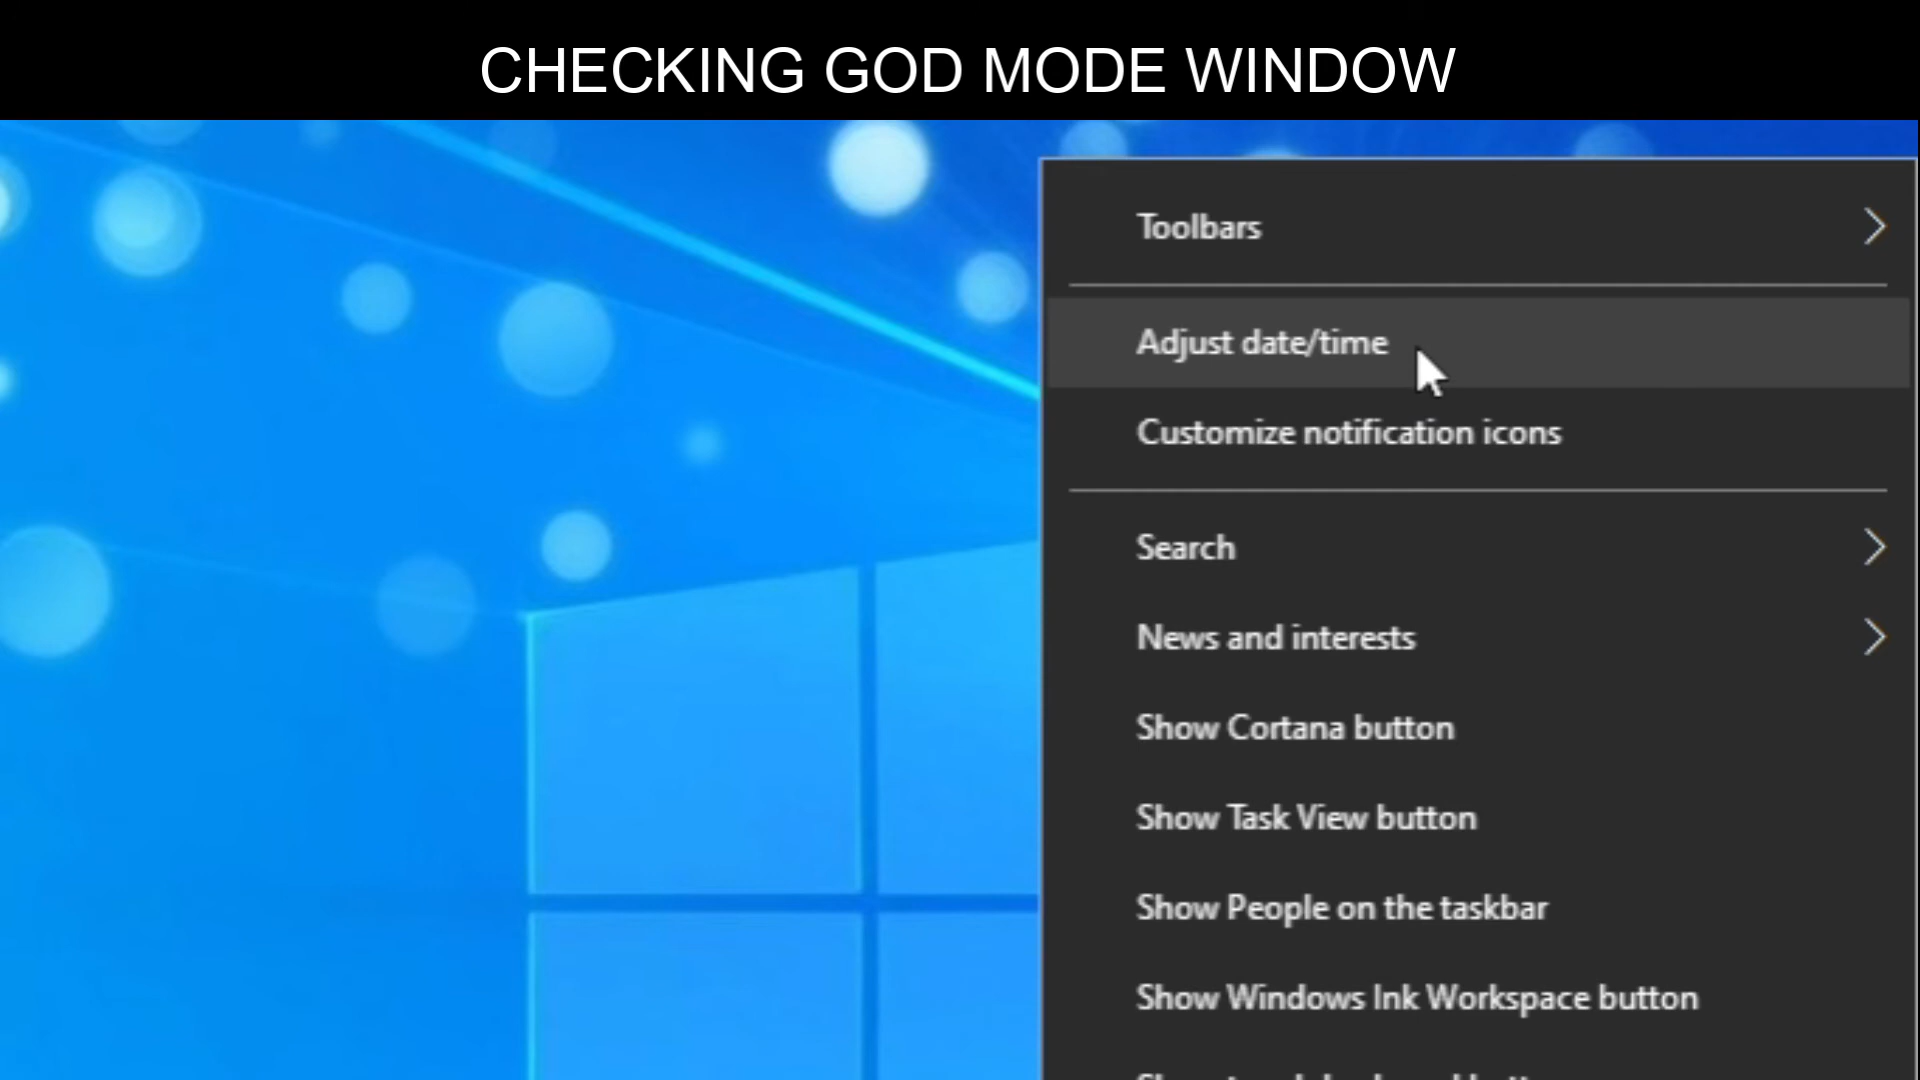 CHECKING GOD MODE WINDOW
Toolbars
Adjust date/time
Customize notification icons
Search
News and interests
Show Cortana button
Show Task View button
Show People on the taskbar
Show Windows Ink Workspace button